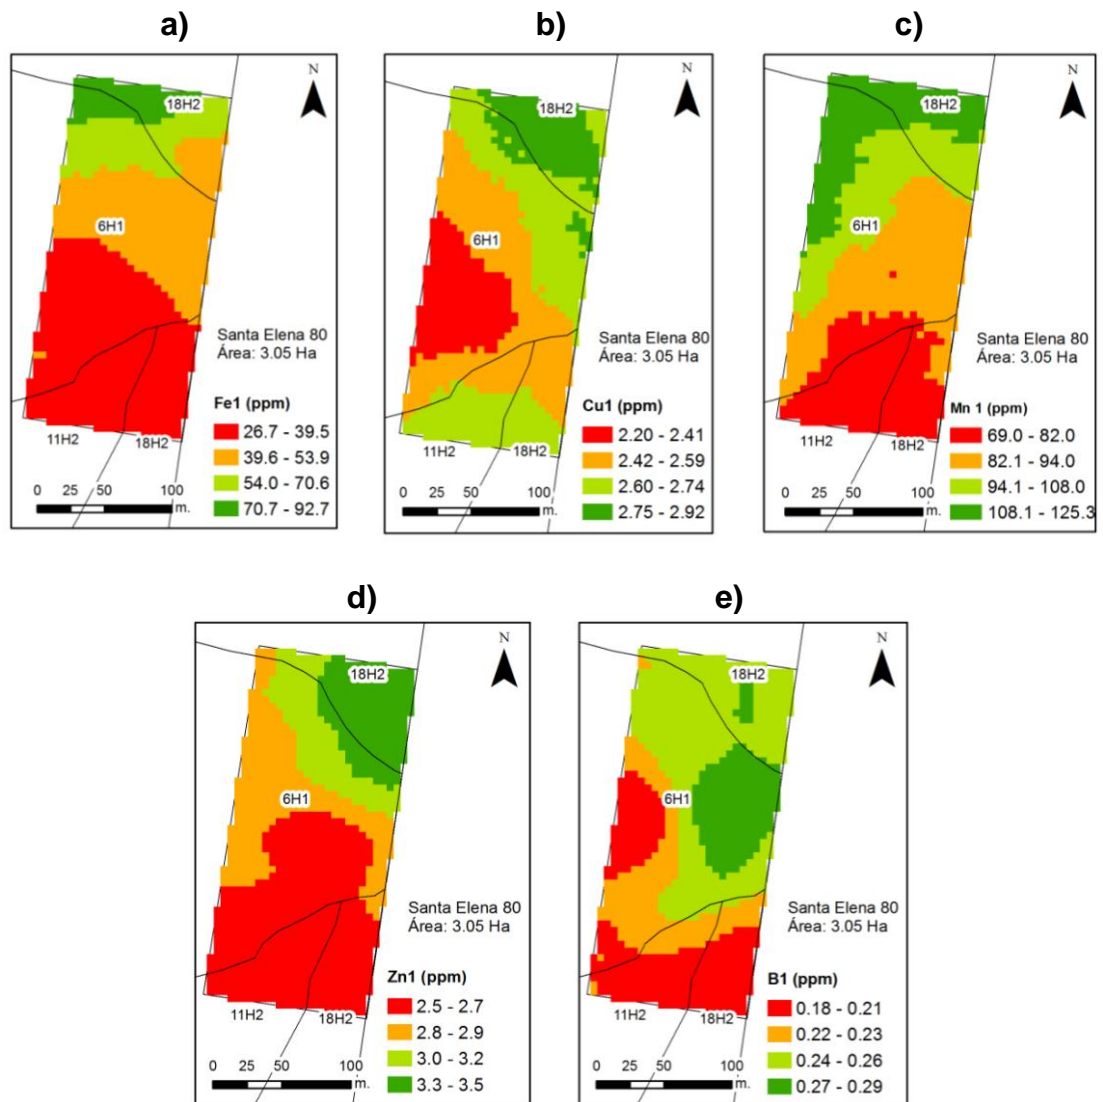 a)
N
18H2
6H1
Santa Elena 80
Área: 3.05 Ha
Fe1 (ppm)
26.7 - 39.5
39.6 - 53.9
54.0 - 70.6
70.7 - 92.7
11H2
18H2
0 25 50 100
m.
b)
N
18H2
6H1
Santa Elena 80
Área: 3.05 Ha
Cu1 (ppm)
2.20 - 2.41
2.42 - 2.59
2.60 - 2.74
2.75 - 2.92
11H2
18H2
0 25 50 100
m.
c)
N
18H2
6H1
Santa Elena 80
Área: 3.05 Ha
Mn 1 (ppm)
69.0 - 82.0
82.1 - 94.0
94.1 - 108.0
108.1 - 125.3
11H2
18H2
0 25 50 100
m.
d)
N
18H2
6H1
Santa Elena 80
Área: 3.05 Ha
Zn1 (ppm)
2.5 - 2.7
2.8 - 2.9
3.0 - 3.2
3.3 - 3.5
11H2
18H2
0 25 50 100
m.
e)
N
18H2
6H1
Santa Elena 80
Área: 3.05 Ha
B1 (ppm)
0.18 - 0.21
0.22 - 0.23
0.24 - 0.26
0.27 - 0.29
11H2
18H2
0 25 50 100
m.